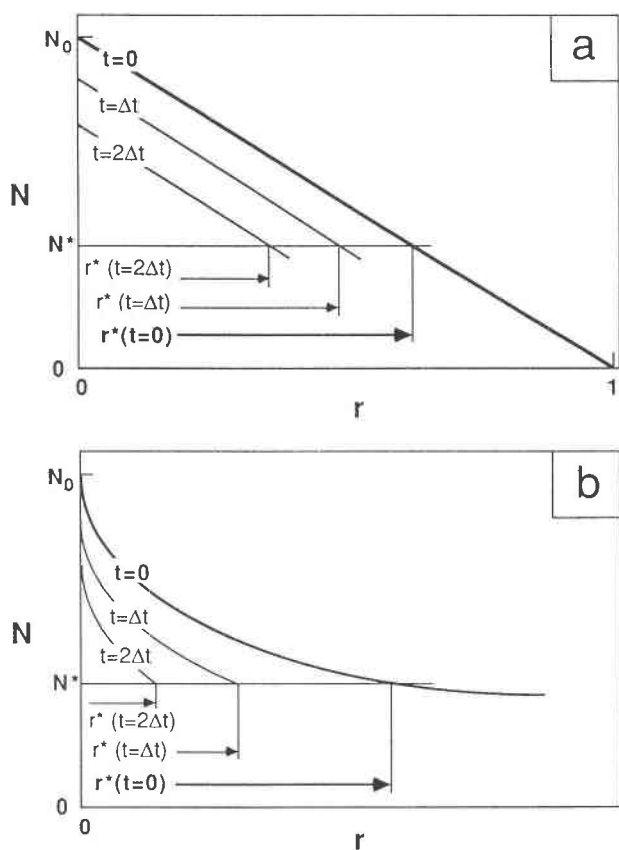 N₀
a
t=0
t=Δt
t=2Δt
N
N*
r* (t=2Δt)
r* (t=Δt)
r*(t=0)
0
0
1
r
N₀
b
t=0
t=Δt
t=2Δt
N
N*
r* (t=2Δt)
r* (t=Δt)
r*(t=0)
0
0
r